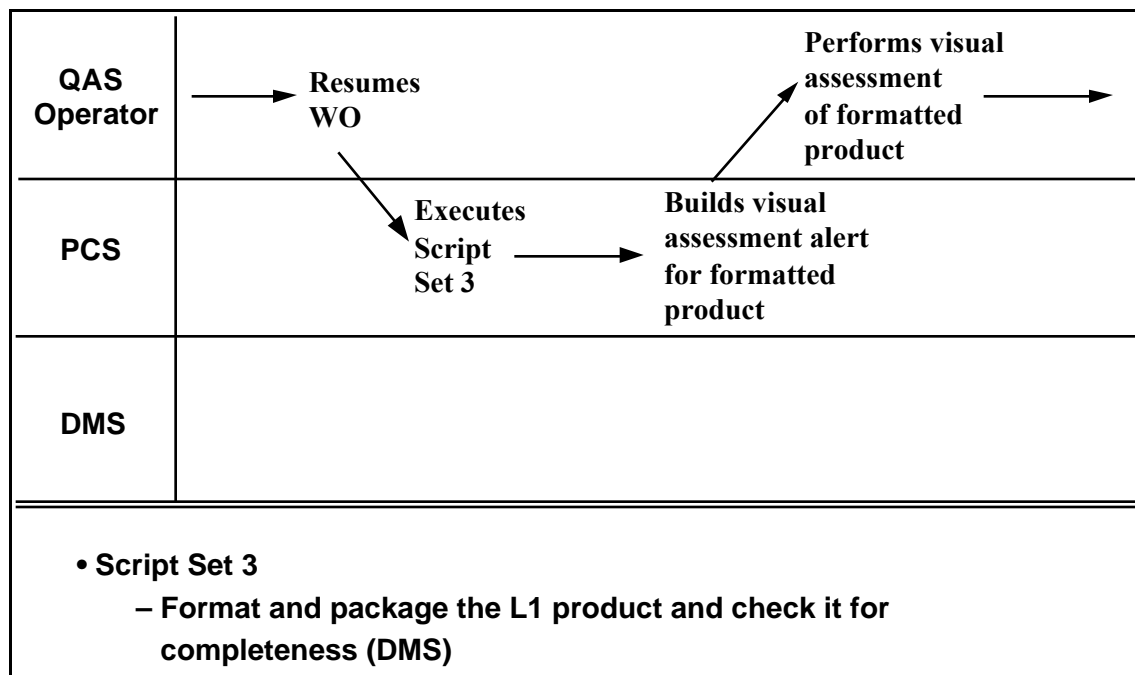 QAS
Operator
Resumes
WO
Performs visual
assessment
of formatted
product
PCS
Executes
Script
Set 3
Builds visual
assessment alert
for formatted
product
DMS
• Script Set 3
– Format and package the L1 product and check it for
completeness (DMS)